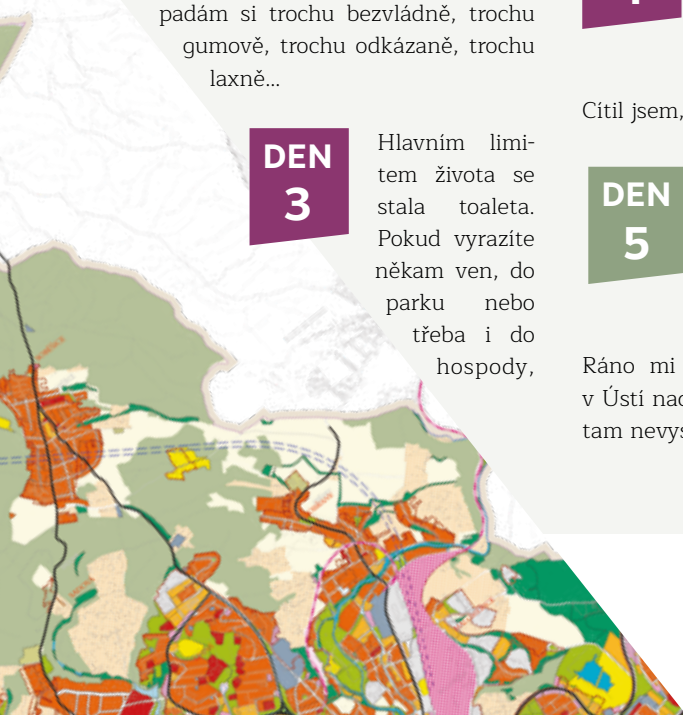 padám si trochu bezvládně, trochu
gumově, trochu odkázaně, trochu
laxně...
DEN
3
Hlavním limi-
tem života se
stala toaleta.
Pokud vyrazíte
někam ven, do
parku nebo
třeba i do
hospody,
Cítil jsem,
DEN
5
Ráno mi
v Ústí nad
tam nevys